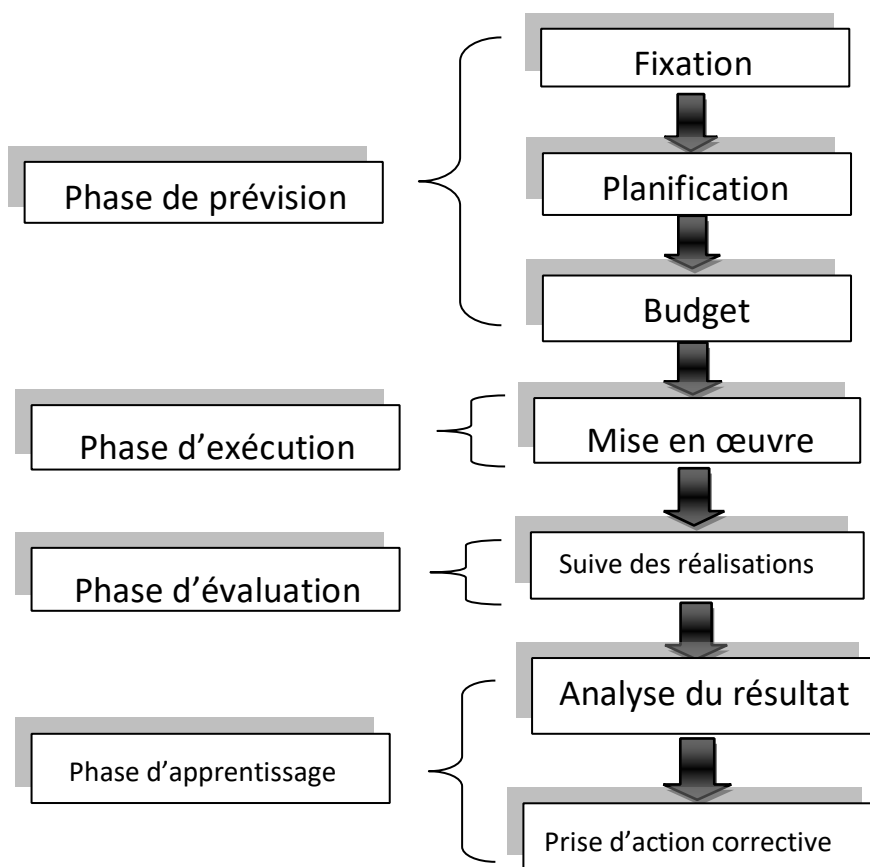 Fixation
Planification
Phase de prévision
Budget
Phase d’exécution
Mise en œuvre
Phase d’évaluation
Suive des réalisations
Analyse du résultat
Phase d’apprentissage
Prise d’action corrective